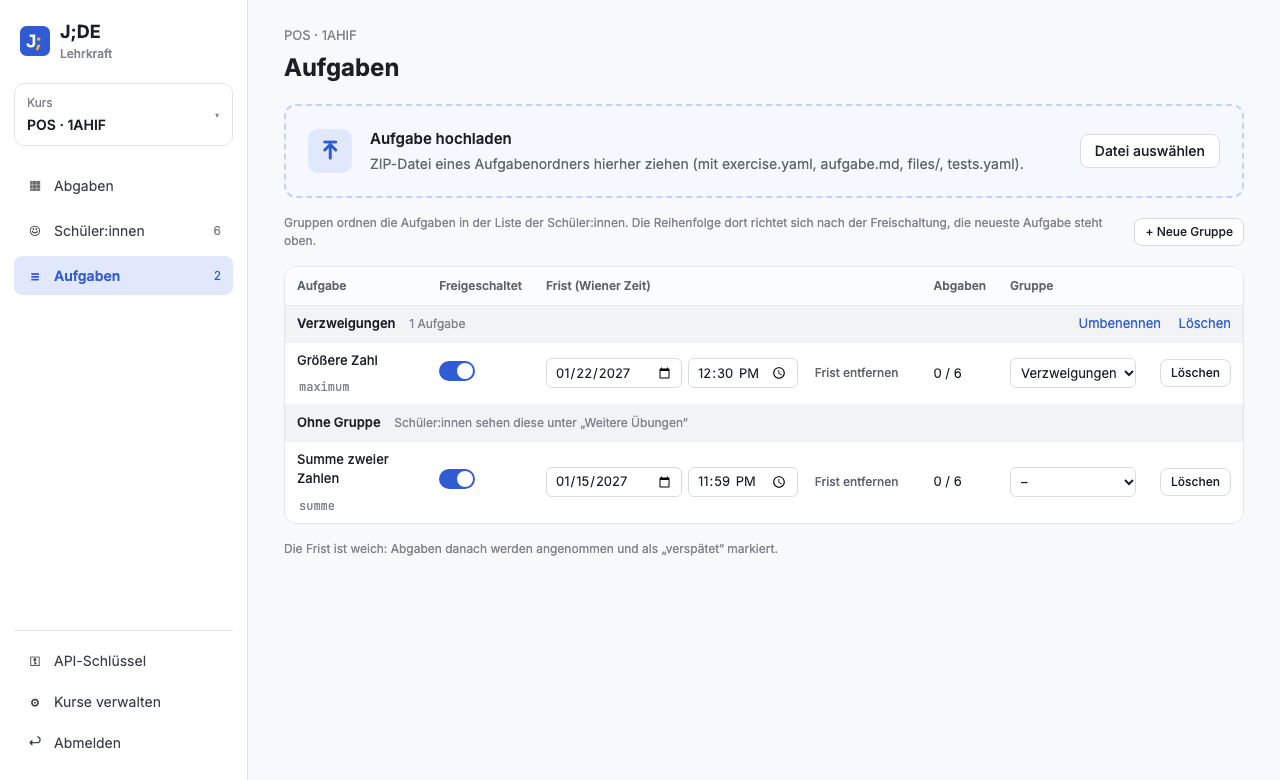 J;DE
Lehrkraft
Kurs
POS · 1AHIF
Abgaben
Schüler:innen 6
Aufgaben 2
API-Schlüssel
Kurse verwalten
Abmelden
POS · 1AHIF
Aufgaben
Aufgabe hochladen
ZIP-Datei eines Aufgabenordners hierher ziehen (mit exercise.yaml, aufgabe.md, files/, tests.yaml).
Datei auswählen
Gruppen ordnen die Aufgaben in der Liste der Schüler:innen. Die Reihenfolge dort richtet sich nach der Freischaltung, die neueste Aufgabe steht
oben.
+ Neue Gruppe
Aufgabe Freigeschaltet Frist (Wiener Zeit) Abgaben Gruppe
Verzweigungen 1 Aufgabe Umbenennen Löschen
Größere Zahl
maximum
01/22/2027 12:30 PM Frist entfernen 0 / 6 Verzweigungen Löschen
Ohne Gruppe Schüler:innen sehen diese unter „Weitere Übungen“
Summe zweier
Zahlen
summe
01/15/2027 11:59 PM Frist entfernen 0 / 6 – Löschen
Die Frist ist weich: Abgaben danach werden angenommen und als „verspätet“ markiert.